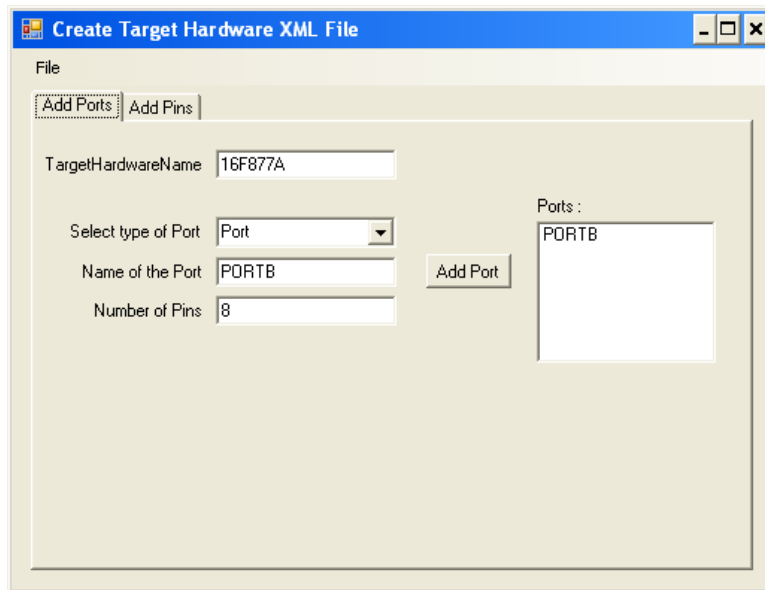 Create Target Hardware XML File
File
Add Ports Add Pins
TargetHardwareName 16F877A
Ports :
Select type of Port Port PORTB
Name of the Port PORTB Add Port
Number of Pins 8